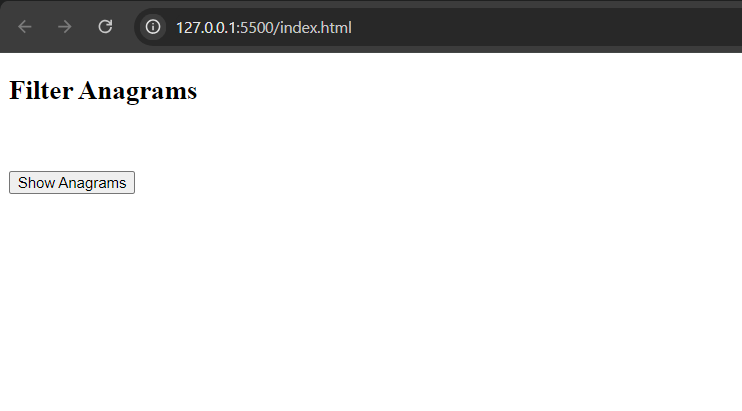 127.0.0.1:5500/index.html
Filter Anagrams
Show Anagrams